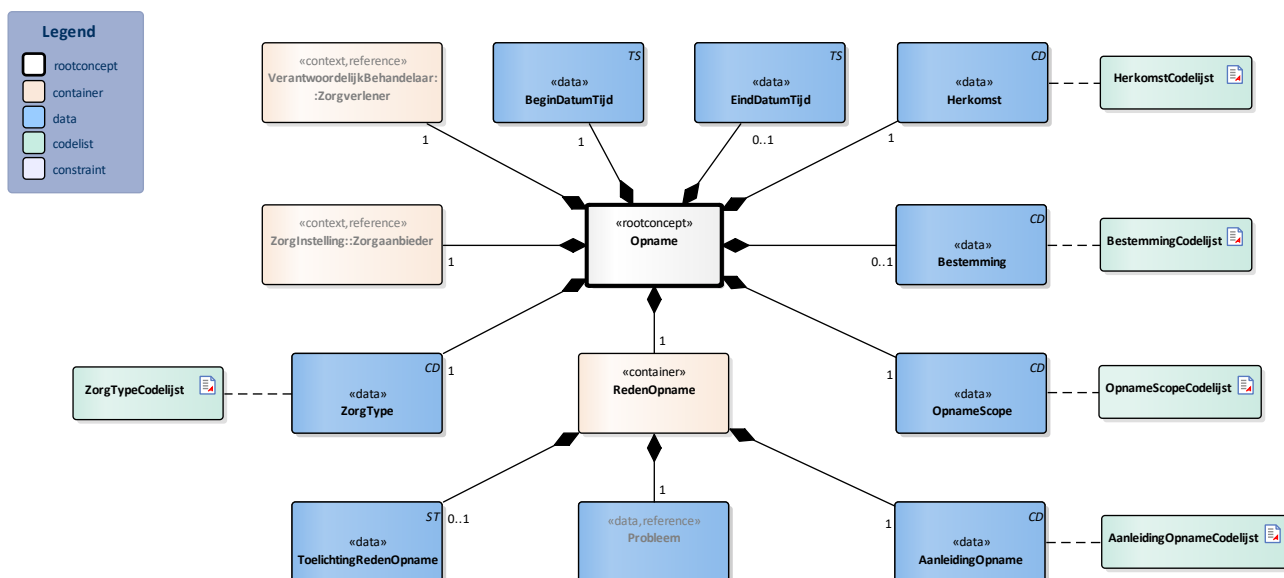 Legend
rootconcept
container
data
codelist
constraint
«context,reference»
VerantwoordelijkBehandelaar:
:Zorgverlener
1
TS
«data»
BeginDatumTijd
1
TS
«data»
EindDatumTijd
0..1
CD
«data»
Herkomst
1
HerkomstCodelijst
«context,reference»
ZorgInstelling::Zorgaanbieder
1
«rootconcept»
Opname
CD
«data»
Bestemming
0..1
BestemmingCodelijst
ZorgTypeCodelijst
CD
«data»
ZorgType
1
1
«container»
RedenOpname
CD
«data»
OpnameScope
1
OpnameScopeCodelijst
ST
«data»
ToelichtingRedenOpname
0..1
1
«data,reference»
Probleem
CD
«data»
AanleidingOpname
1
AanleidingOpnameCodelijst